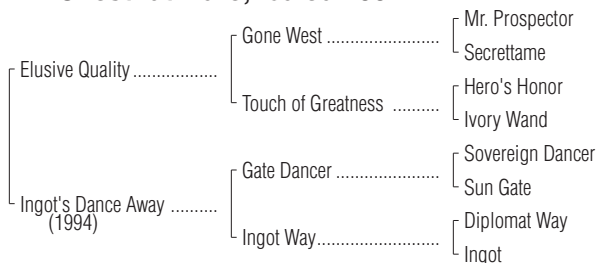 Mr. Prospector
Gone West
Secrettame
Elusive Quality
Hero's Honor
Touch of Greatness
Ivory Wand
Sovereign Dancer
Gate Dancer
Sun Gate
Ingot's Dance Away
(1994)
Diplomat Way
Ingot Way
Ingot